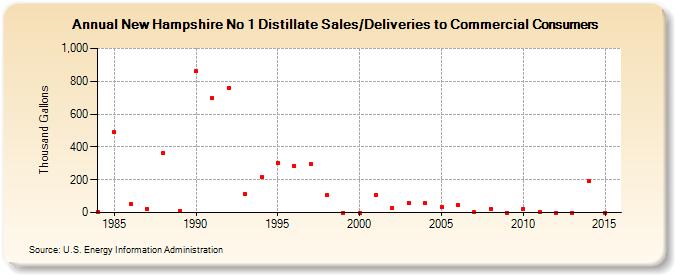 Annual New Hampshire No 1 Distillate Sales/Deliveries to Commercial Consumers
Thousand Gallons
1,000
800
600
400
200
0
1985 1990 1995 2000 2005 2010 2015
Source: U.S. Energy Information Administration